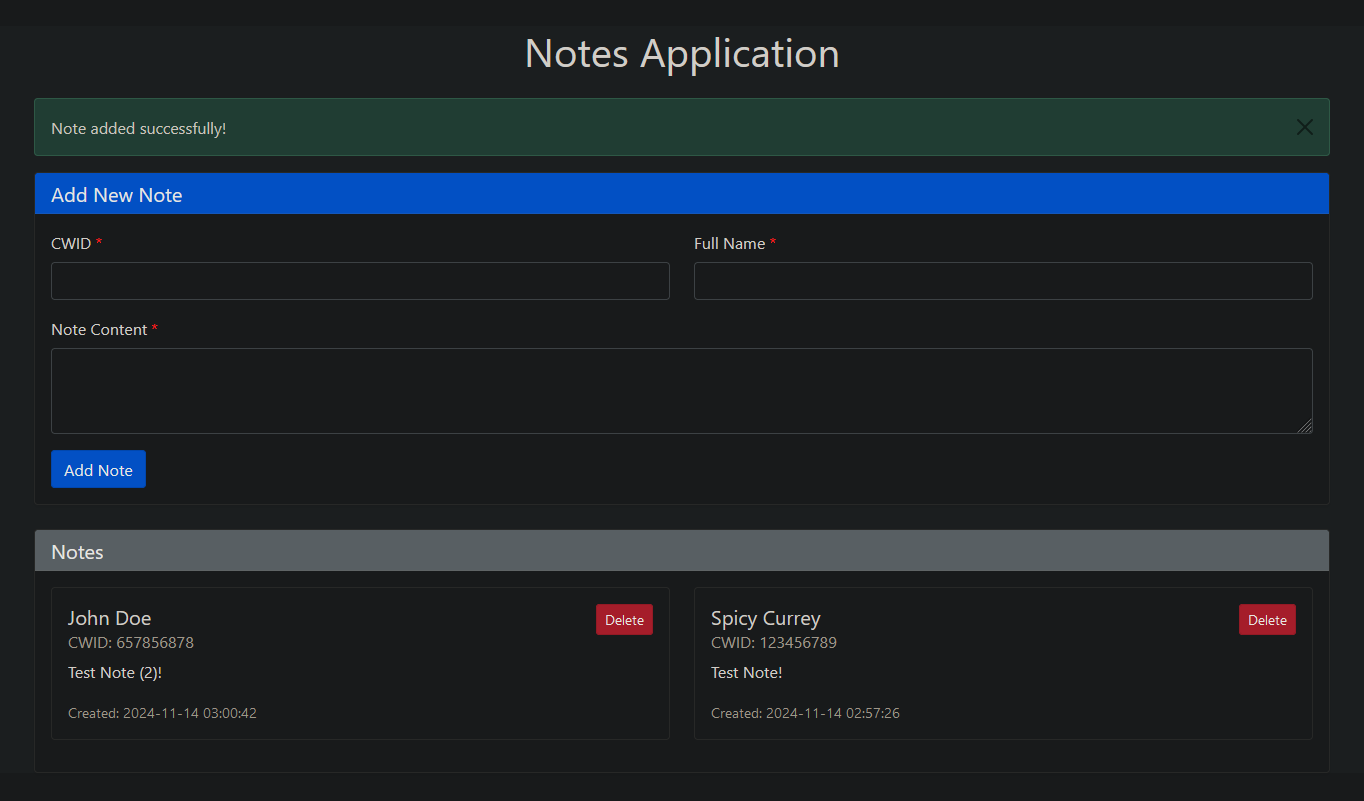 Notes Application
Note added successfully!
Add New Note
CWID *
Full Name *
Note Content *
Add Note
Notes
John Doe
Delete
CWID: 657856878
Test Note (2)!
Created: 2024-11-14 03:00:42
Spicy Currey
Delete
CWID: 123456789
Test Note!
Created: 2024-11-14 02:57:26